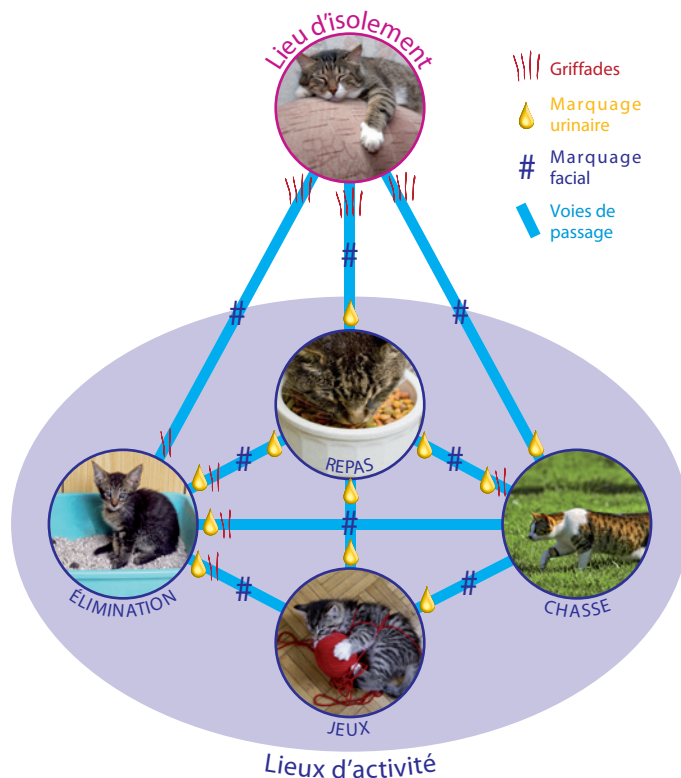 Lieu d'isolement
Griffades
Marquage
urinaire
#
Marquage
facial
Voies de
passage
#
#
#
REPAS
#
#
#
ÉLIMINATION
CHASSE
#
#
JEUX
Lieux d'activité